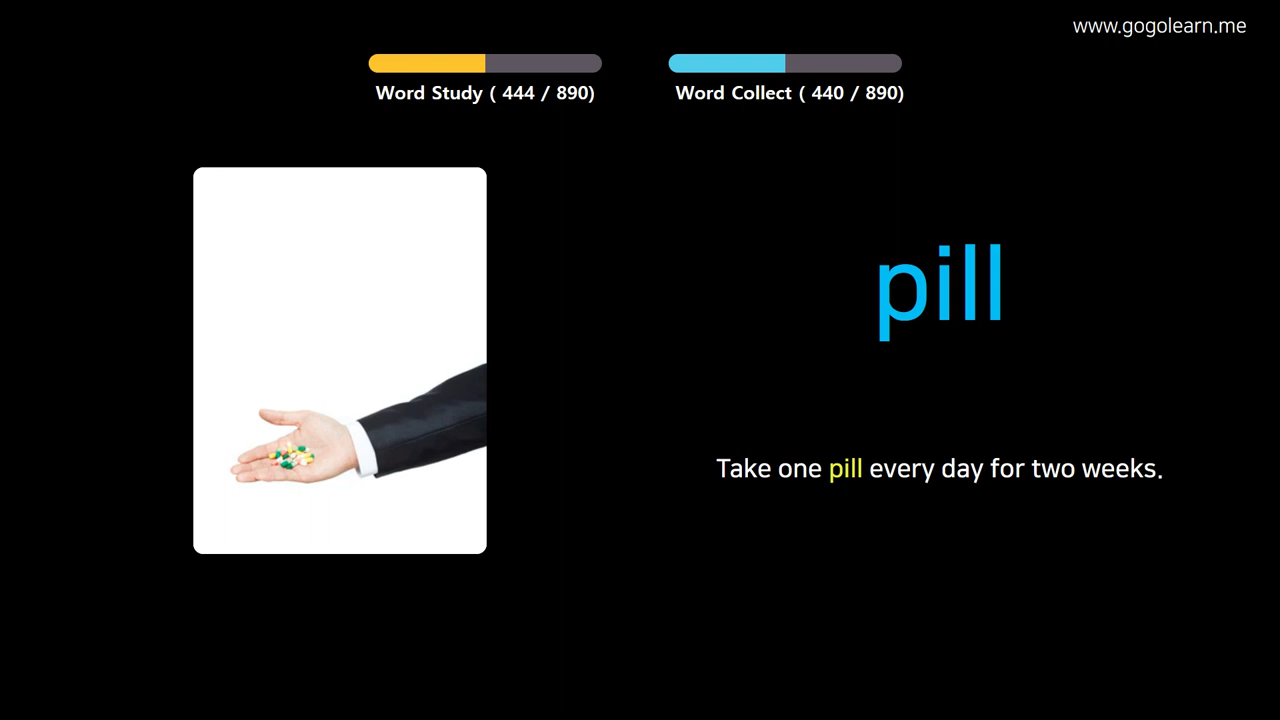 www.gogolearn.me
Word Study ( 444 / 890)
Word Collect ( 440 / 890)
pill
Take one pill every day for two weeks.